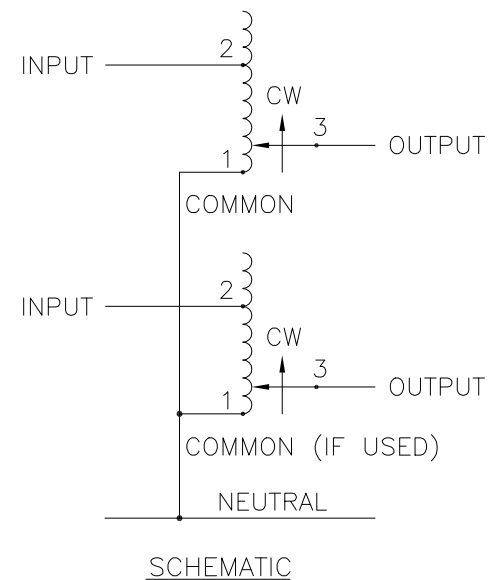 2
INPUT
CW
3
OUTPUT
1
COMMON
2
INPUT
CW
3
OUTPUT
1
COMMON (IF USED)
NEUTRAL
SCHEMATIC